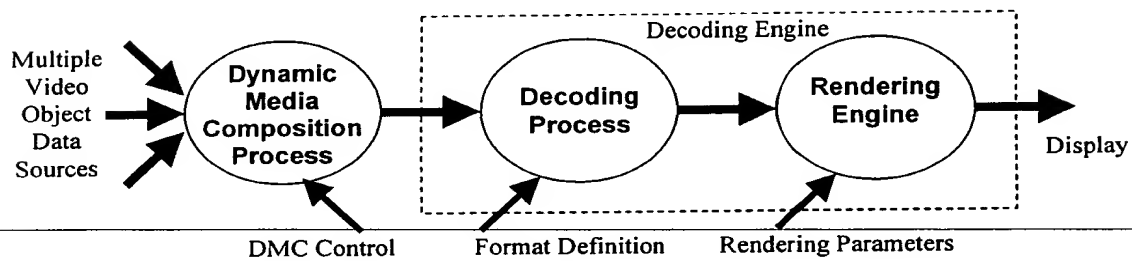 Decoding Engine
Multiple
Video
Object
Data
Sources
Dynamic
Media
Composition
Process
Decoding
Process
Rendering
Engine
Display
DMC Control
Format Definition
Rendering Parameters